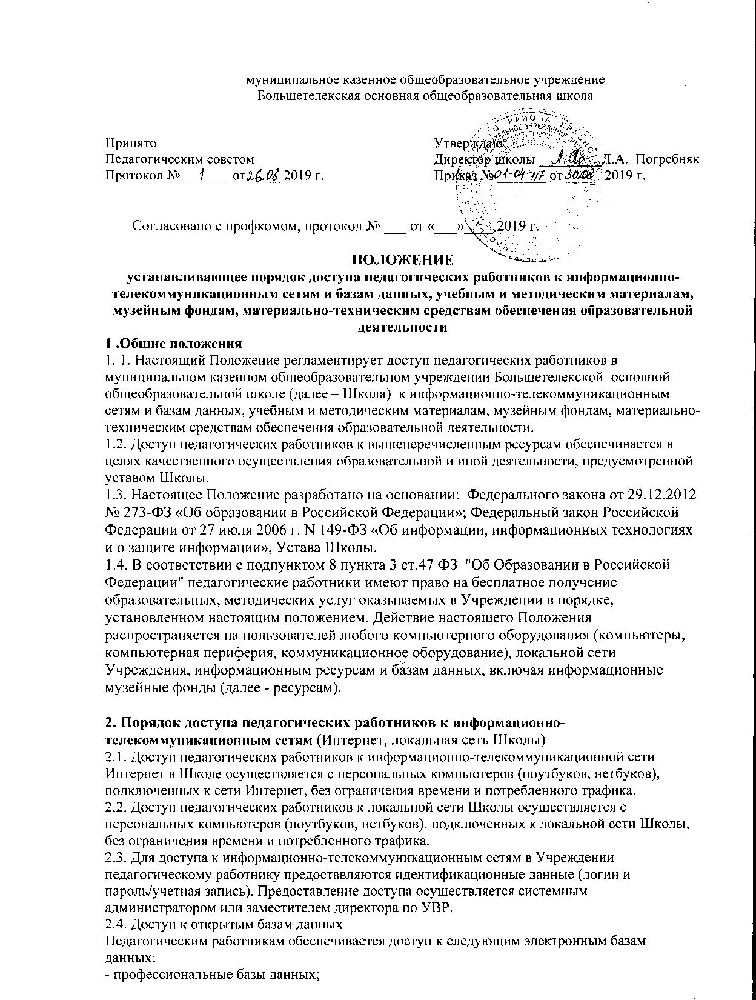 муниципальное казенное общеобразовательное учреждение
Большетелекская основная общеобразовательная школа
Принято
Утверждаю:
Педагогическим советом
Директор школы Л.А. Погребняк
Протокол № 1 от 26.08 2019 г.
Приказ № 01-04-117 от 30.08 2019 г.
Согласовано с профкомом, протокол № ___ от «___»____2019 г.
ПОЛОЖЕНИЕ
устанавливающее порядок доступа педагогических работников к информационно-
телекоммуникационным сетям и базам данных, учебным и методическим материалам,
музейным фондам, материально-техническим средствам обеспечения образовательной
деятельности
1 .Общие положения
1. 1. Настоящий Положение регламентирует доступ педагогических работников в
муниципальном казенном общеобразовательном учреждении Большетелекской основной
общеобразовательной школе (далее – Школа) к информационно-телекоммуникационным
сетям и базам данных, учебным и методическим материалам, музейным фондам, материально-
техническим средствам обеспечения образовательной деятельности.
1.2. Доступ педагогических работников к вышеперечисленным ресурсам обеспечивается в
целях качественного осуществления образовательной и иной деятельности, предусмотренной
уставом Школы.
1.3. Настоящее Положение разработано на основании: Федерального закона от 29.12.2012
№ 273-ФЗ «Об образовании в Российской Федерации»; Федеральный закон Российской
Федерации от 27 июля 2006 г. N 149-ФЗ «Об информации, информационных технологиях
и о защите информации», Устава Школы.
1.4. В соответствии с подпунктом 8 пункта 3 ст.47 ФЗ "Об Образовании в Российской
Федерации" педагогические работники имеют право на бесплатное получение
образовательных, методических услуг оказываемых в Учреждении в порядке,
установленном настоящим положением. Действие настоящего Положения
распространяется на пользователей любого компьютерного оборудования (компьютеры,
компьютерная периферия, коммуникационное оборудование), локальной сети
Учреждения, информационным ресурсам и базам данных, включая информационные
музейные фонды (далее - ресурсам).
2. Порядок доступа педагогических работников к информационно-
телекоммуникационным сетям (Интернет, локальная сеть Школы)
2.1. Доступ педагогических работников к информационно-телекоммуникационной сети
Интернет в Школе осуществляется с персональных компьютеров (ноутбуков, нетбуков),
подключенных к сети Интернет, без ограничения времени и потребленного трафика.
2.2. Доступ педагогических работников к локальной сети Школы осуществляется с
персональных компьютеров (ноутбуков, нетбуков), подключенных к локальной сети Школы,
без ограничения времени и потребленного трафика.
2.3. Для доступа к информационно-телекоммуникационным сетям в Учреждении
педагогическому работнику предоставляются идентификационные данные (логин и
пароль/учетная запись). Предоставление доступа осуществляется системным
администратором или заместителем директора по УВР.
2.4. Доступ к открытым базам данных
Педагогическим работникам обеспечивается доступ к следующим электронным базам
данных:
- профессиональные базы данных;